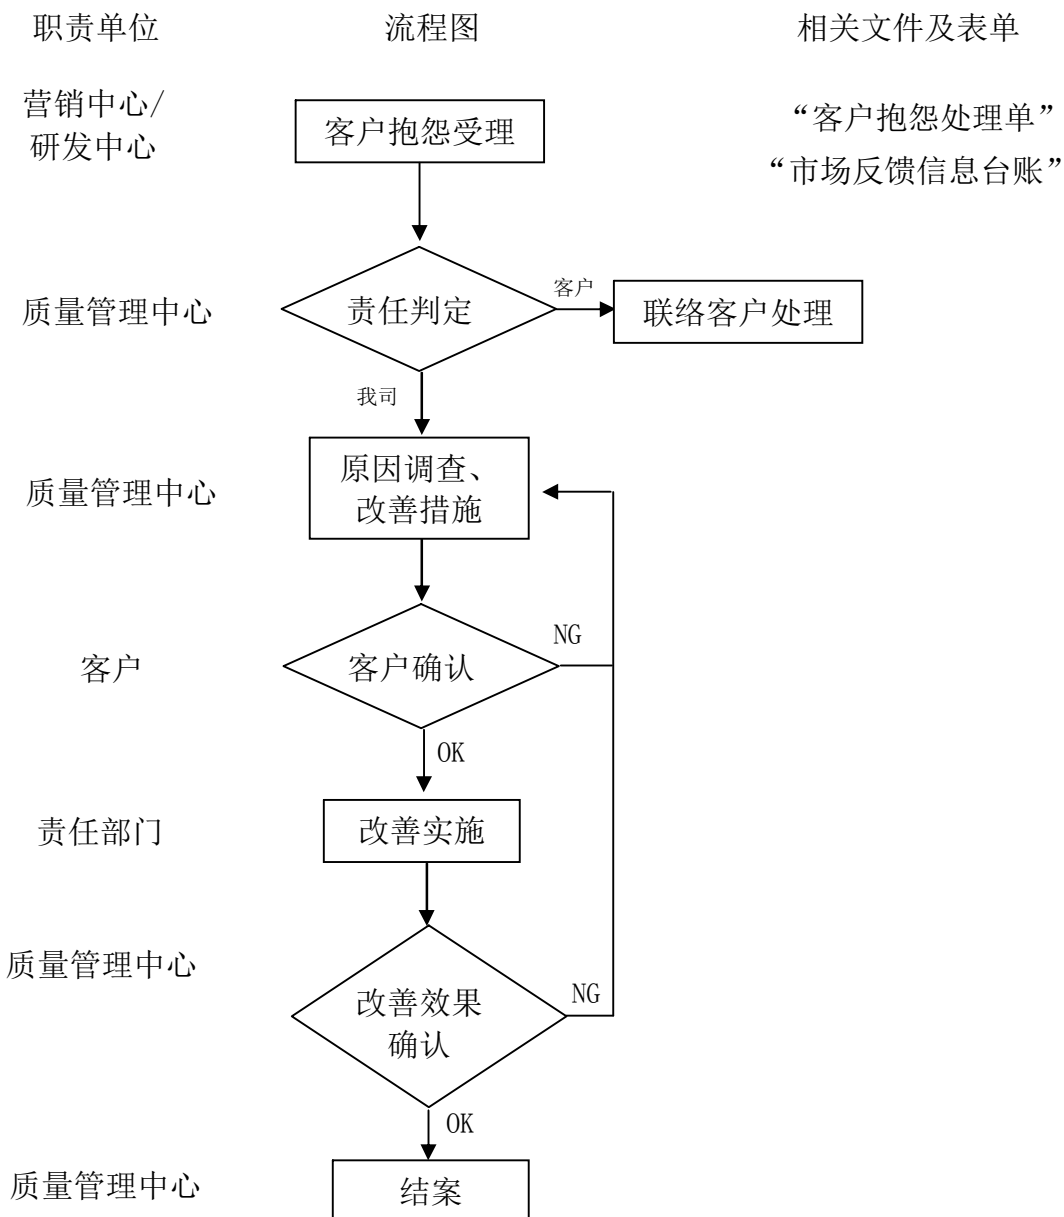 职责单位 流程图 相关文件及表单
营销中心/
研发中心
客户抱怨受理
“客户抱怨处理单”
“市场反馈信息台账”
质量管理中心
责任判定
客户
联络客户处理
我司
质量管理中心
原因调查、
改善措施
客户
客户确认
NG
OK
责任部门
改善实施
质量管理中心
改善效果
确认
NG
OK
质量管理中心
结案